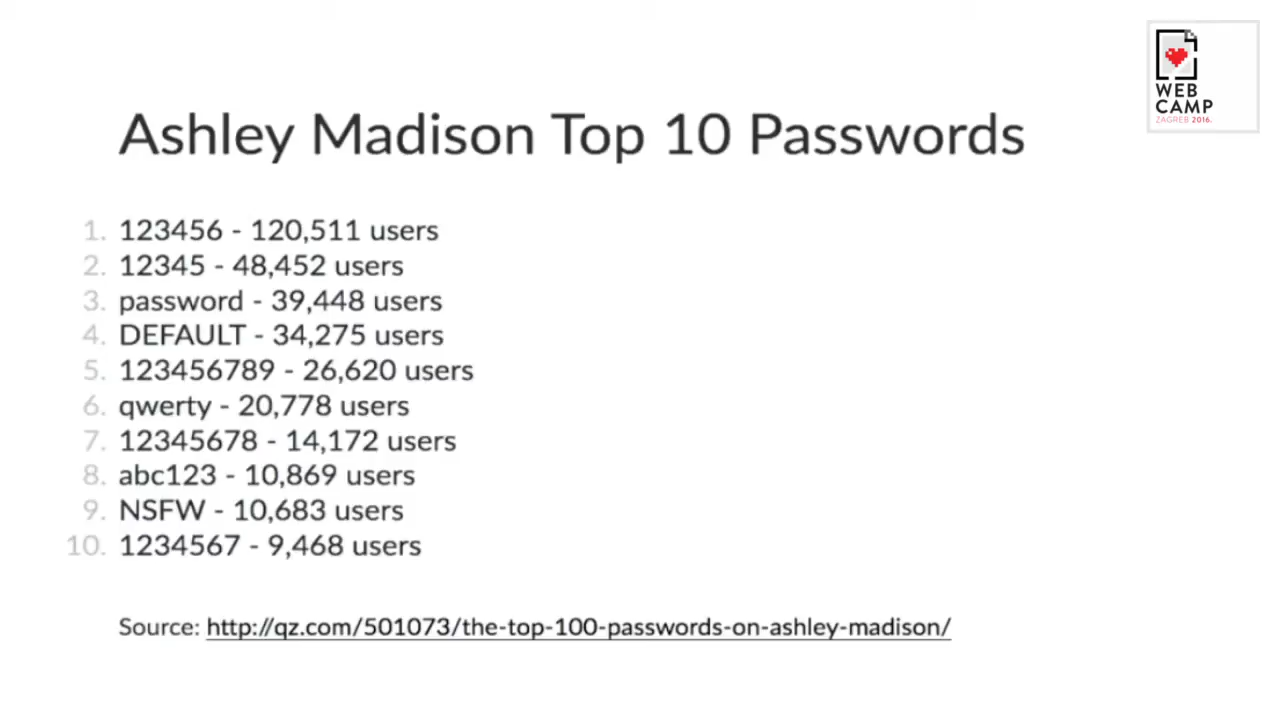 WEB
CAMP
ZAGREB 2016.
Ashley Madison Top 10 Passwords
1. 123456 - 120,511 users
2. 12345 - 48,452 users
3. password - 39,448 users
4. DEFAULT - 34,275 users
5. 123456789 - 26,620 users
6. qwerty - 20,778 users
7. 12345678 - 14,172 users
8. abc123 - 10,869 users
9. NSFW - 10,683 users
10. 1234567 - 9,468 users
Source: http://qz.com/501073/the-top-100-passwords-on-ashley-madison/